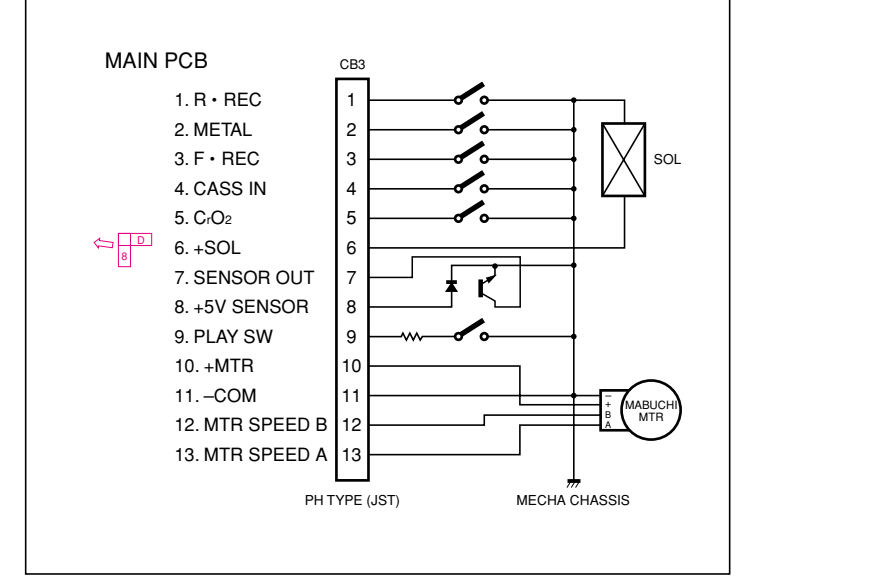 MAIN PCB
CB3
1. R • REC
2. METAL
3. F • REC
4. CASS IN
5. CrO2
6. +SOL
7. SENSOR OUT
8. +5V SENSOR
9. PLAY SW
10. +MTR
11. –COM
12. MTR SPEED B
13. MTR SPEED A
1
2
3
4
5
6
7
8
9
10
11
12
13
D
8
SOL
–
+
B
A
MABUCHI
MTR
PH TYPE (JST)
MECHA CHASSIS